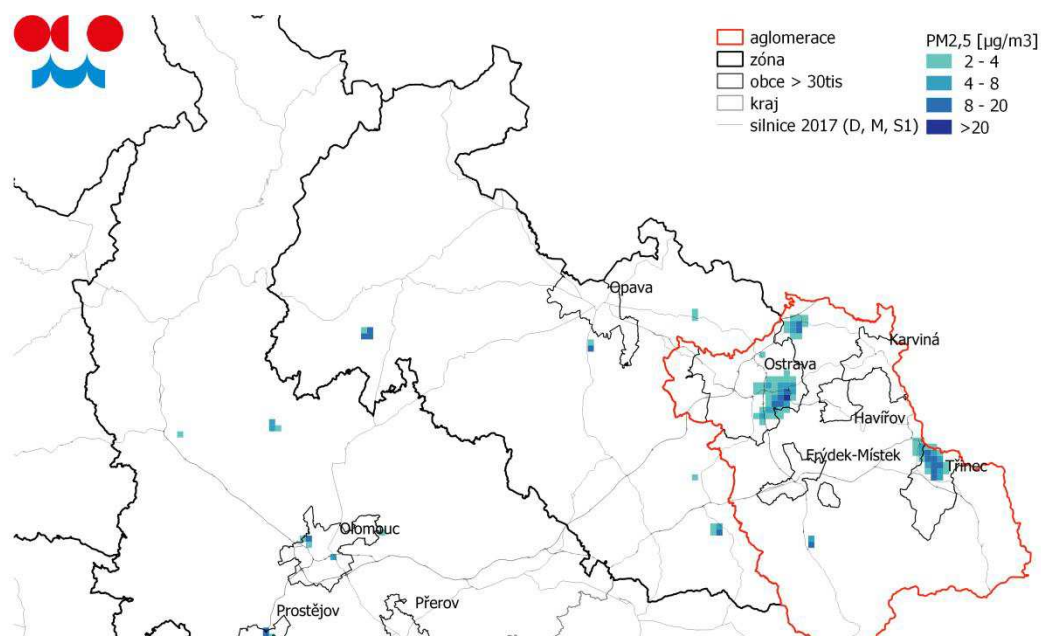 aglomerace
zóna
obce > 30tis
kraj
silnice 2017 (D, M, S1)
PM2,5 [µg/m3]
2 - 4
4 - 8
8 - 20
>20
Opava
Karviná
Ostrava
Havířov
Frýdek-Místek
Třinec
Olomouc
Prostějov
Přerov